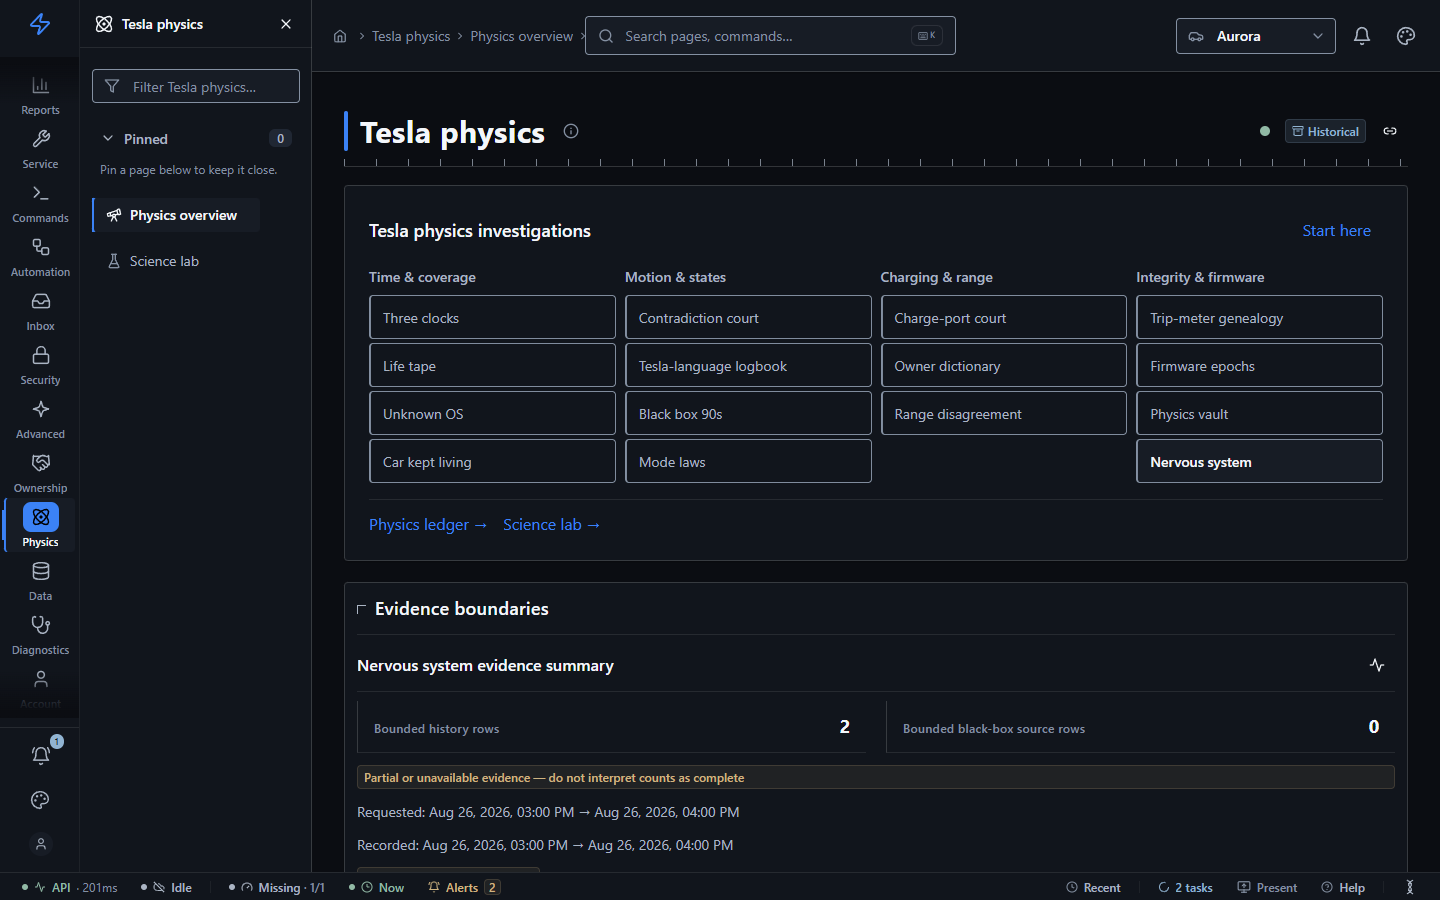 Tesla physics
Filter Tesla physics...
Pinned
0
Pin a page below to keep it close.
Physics overview
Science lab
Reports
Service
Commands
Automation
Inbox
Security
Advanced
Ownership
Physics
Data
Diagnostics
Account
1
Tesla physics
Physics overview
Search pages, commands...
K
Aurora
Tesla physics
Historical
Tesla physics investigations
Start here
Time & coverage
Three clocks
Life tape
Unknown OS
Car kept living
Motion & states
Contradiction court
Tesla-language logbook
Black box 90s
Mode laws
Charging & range
Charge-port court
Owner dictionary
Range disagreement
Integrity & firmware
Trip-meter genealogy
Firmware epochs
Physics vault
Nervous system
Physics ledger →
Science lab →
Evidence boundaries
Nervous system evidence summary
Bounded history rows
2
Bounded black-box source rows
0
Partial or unavailable evidence — do not interpret counts as complete
Requested: Aug 26, 2026, 03:00 PM → Aug 26, 2026, 04:00 PM
Recorded: Aug 26, 2026, 03:00 PM → Aug 26, 2026, 04:00 PM
API · 201ms
Idle
Missing · 1/1
Now
Alerts 2
Recent
2 tasks
Present
Help